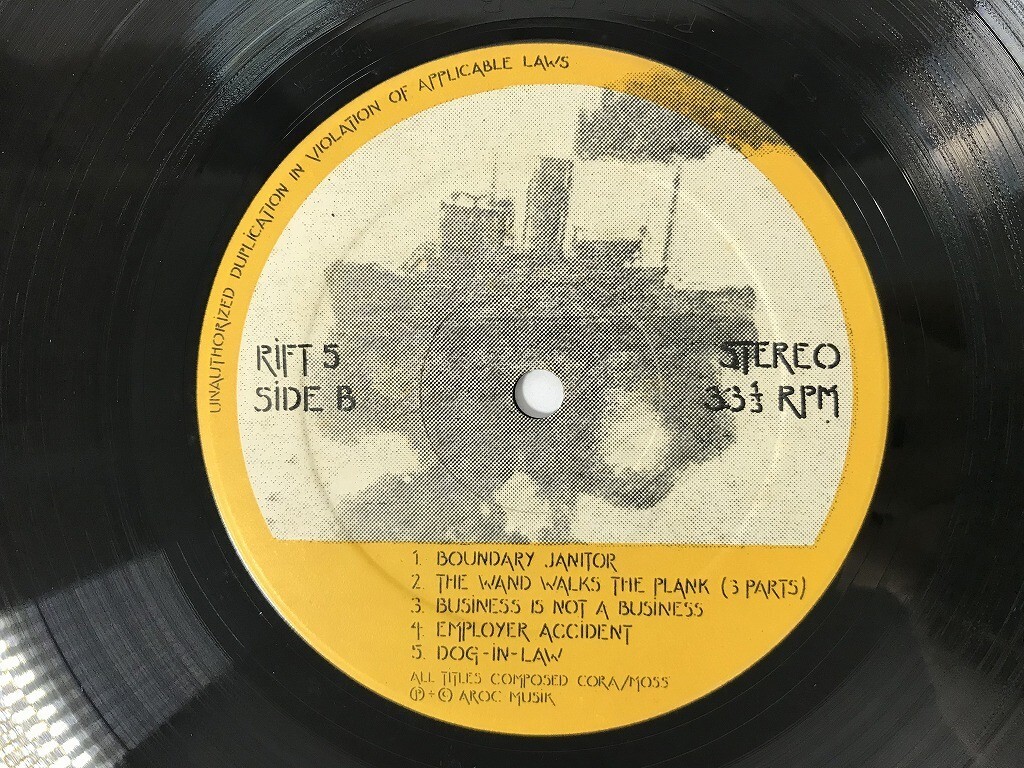 UNAUTHORIZED DUPLICATION IN VIOLATION OF APPLICABLE LAWS
RIFT 5
SIDE B
STEREO
33 1/3 RPM
1. BOUNDARY JANITOR
2. THE WAND WALKS THE PLANK (3 PARTS)
3. BUSINESS IS NOT A BUSINESS
4. EMPLOYER ACCIDENT
5. DOG-IN-LAW
ALL TITLES COMPOSED CORA/MOSS
℗ + © AROC MUSIK